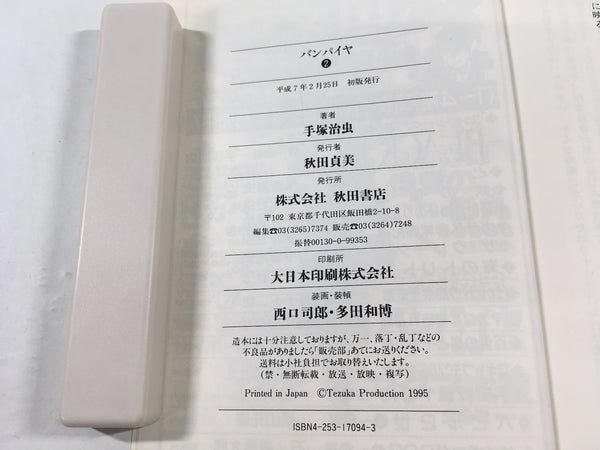 バンパイヤ
❷
平成7年2月25日 初版発行
著者
手塚治虫
発行者
秋田貞美
発行所
株式会社 秋田書店
〒102 東京都千代田区飯田橋2-10-8
編集☎03(3265)7374 販売☎03(3264)7248
振替00130-0-99353
印刷所
大日本印刷株式会社
装画・装幀
西口司郎・多田和博
造本には十分注意しておりますが、万一、落丁・乱丁などの
不良品がありましたら「販売部」あてにお送りください。
送料は小社負担でお取り替えいたします。
(禁・無断転載・放送・放映・複写)
Printed in Japan ©Tezuka Production 1995
ISBN4-253-17094-3